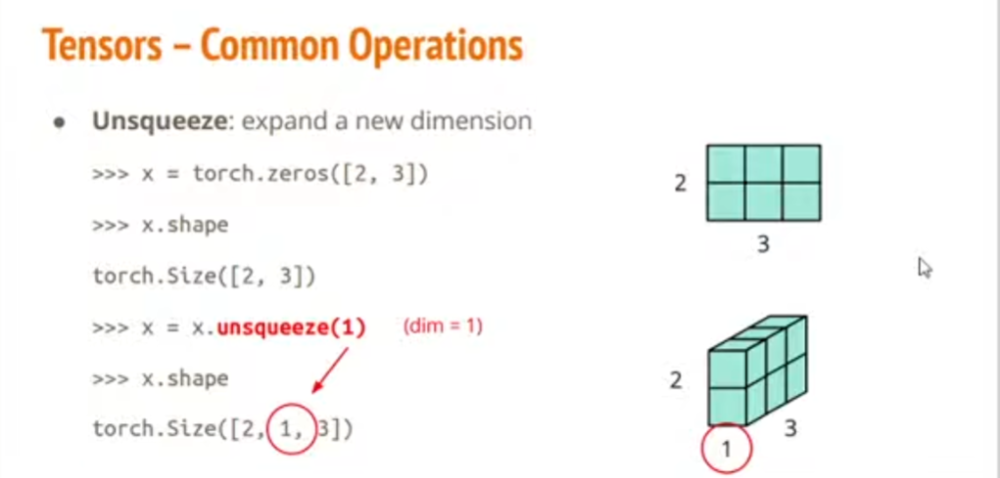 Tensors – Common Operations
● Unsqueeze: expand a new dimension
>>> x = torch.zeros([2, 3])
>>> x.shape
torch.Size([2, 3])
>>> x = x.unsqueeze(1) (dim = 1)
>>> x.shape
torch.Size([2, 1, 3])
2
3
2
3
1